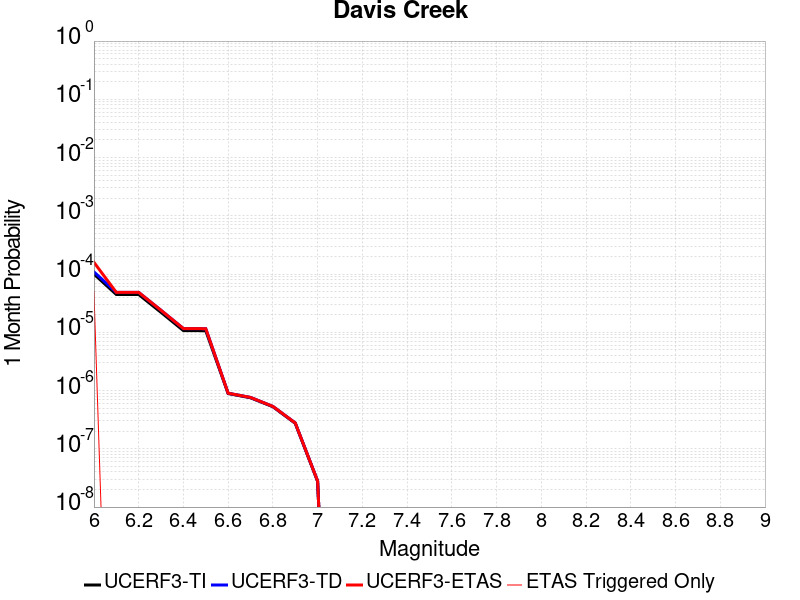 Davis Creek
10^0
10^-1
10^-2
10^-3
10^-4
10^-5
10^-6
10^-7
10^-8
1 Month Probability
6 6.2 6.4 6.6 6.8 7 7.2 7.4 7.6 7.8 8 8.2 8.4 8.6 8.8 9
Magnitude
UCERF3-TI UCERF3-TD UCERF3-ETAS ETAS Triggered Only